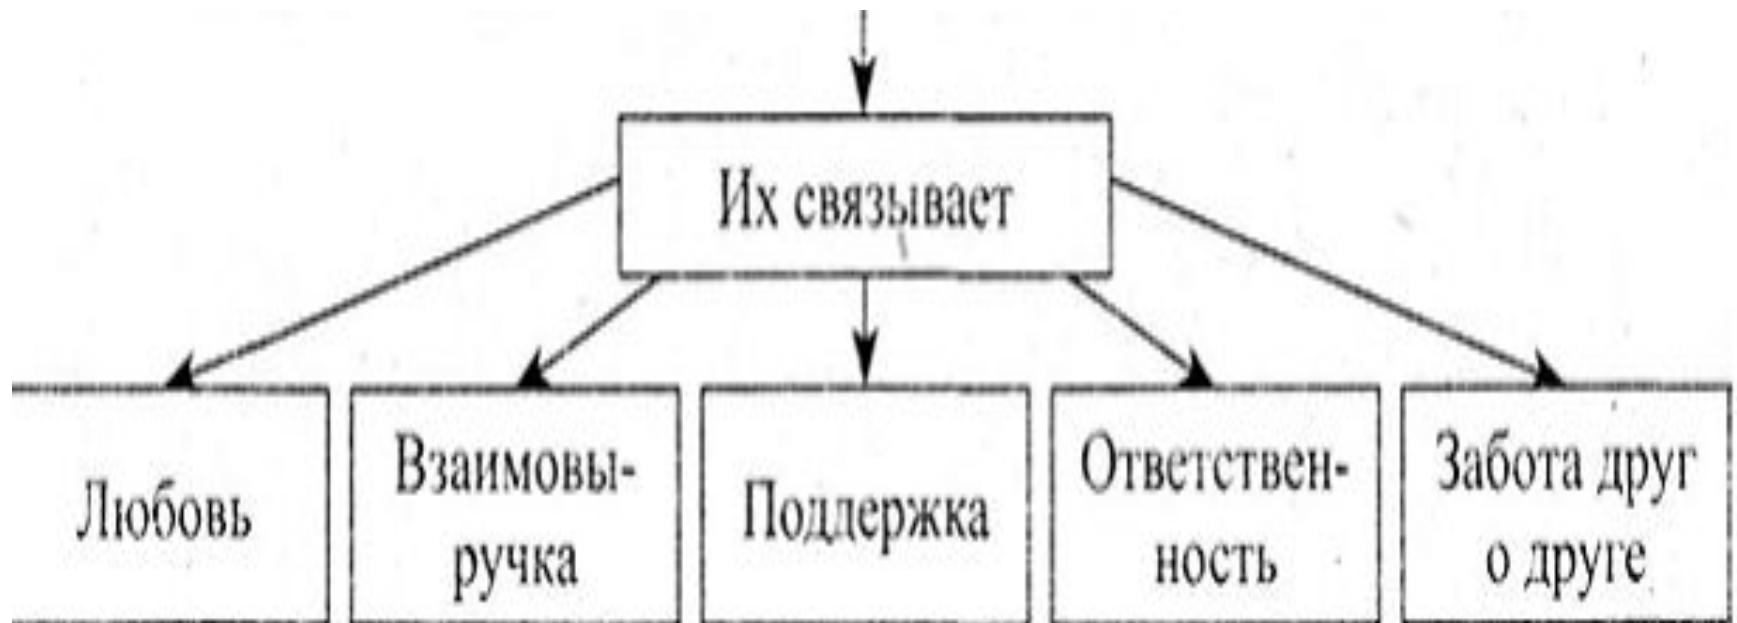 Их связывает
Любовь
Взаимовы-
ручка
Поддержка
Ответствен-
ность
Забота друг
о друге